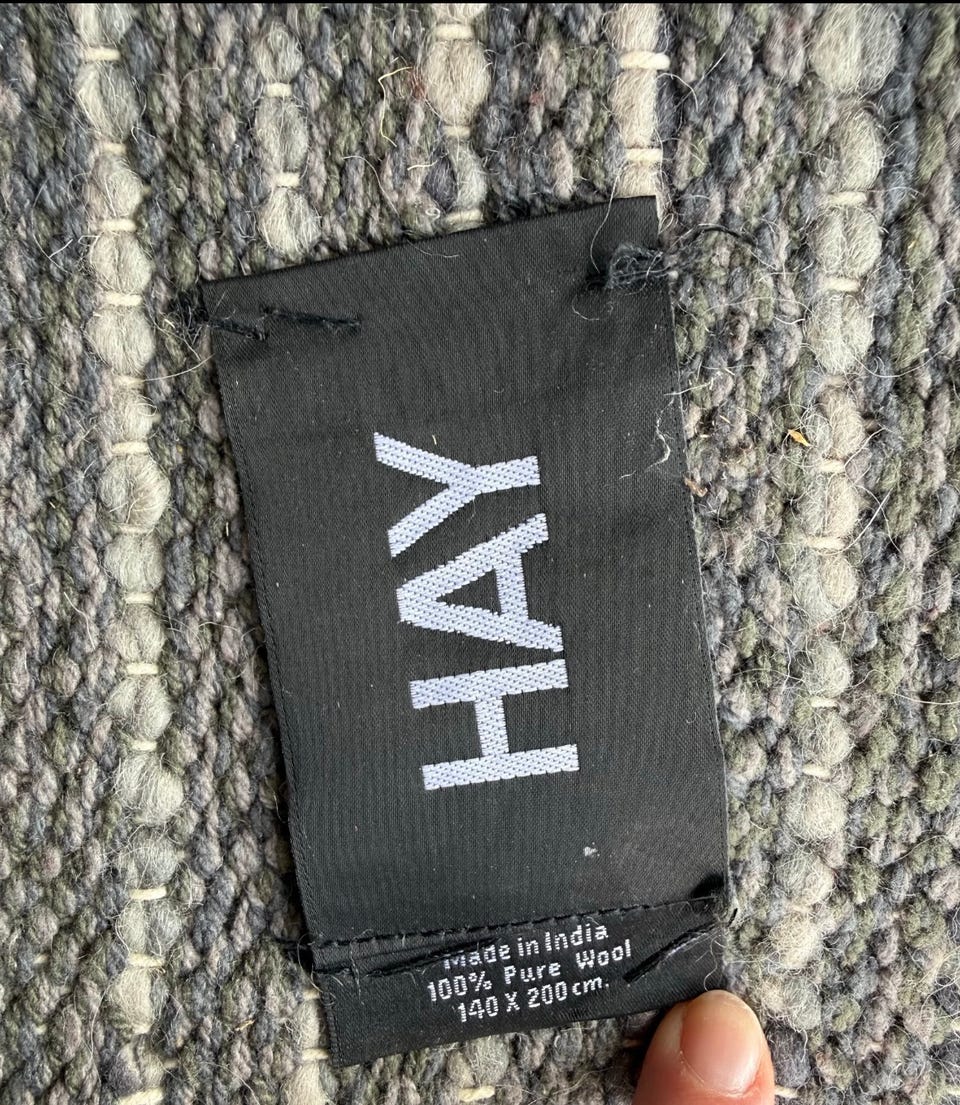 HAY
Made in India
100% Pure Wool
140 X 200 cm.